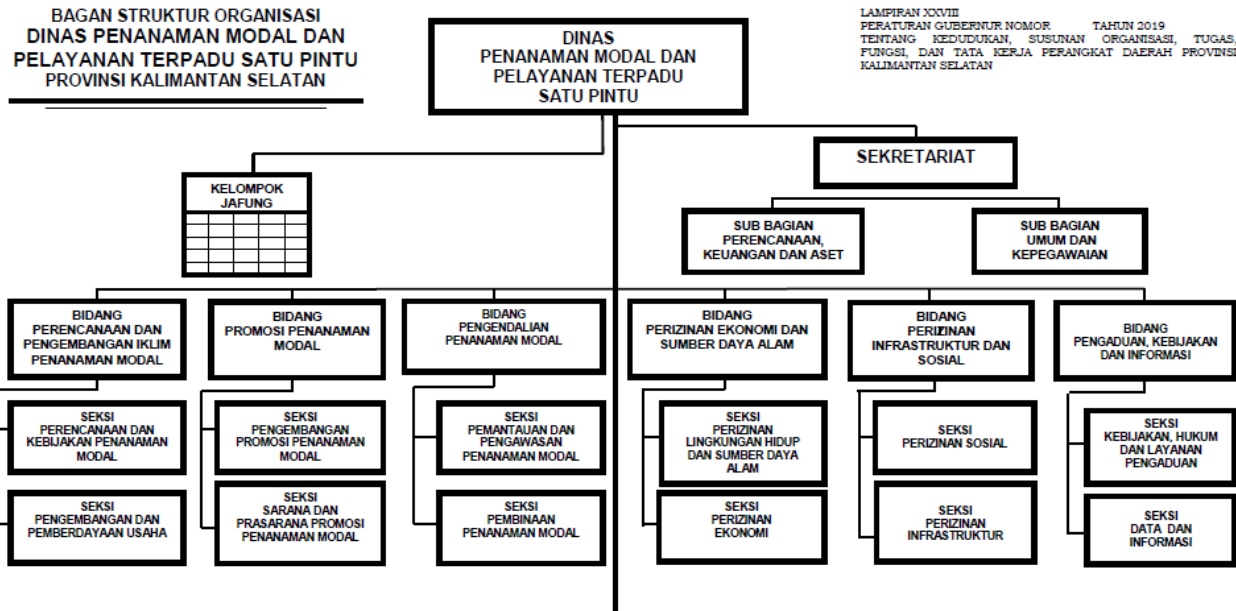 BAGAN STRUKTUR ORGANISASI
DINAS PENANAMAN MODAL DAN
PELAYANAN TERPADU SATU PINTU
PROVINSI KALIMANTAN SELATAN
LAMPIRAN XXVIII
PERATURAN GUBERNUR NOMOR TAHUN 2019
TENTANG KEDUDUKAN, SUSUNAN ORGANISASI, TUGAS,
FUNGSI, DAN TATA KERJA PERANGKAT DAERAH PROVINSI
KALIMANTAN SELATAN
DINAS
PENANAMAN MODAL DAN
PELAYANAN TERPADU
SATU PINTU
SEKRETARIAT
KELOMPOK
JAFUNG
SUB BAGIAN
PERENCANAAN,
KEUANGAN DAN ASET
SUB BAGIAN
UMUM DAN
KEPEGAWAIAN
BIDANG
PERENCANAAN DAN
PENGEMBANGAN IKLIM
PENANAMAN MODAL
BIDANG
PROMOSI PENANAMAN
MODAL
BIDANG
PENGENDALIAN
PENANAMAN MODAL
BIDANG
PERIZINAN EKONOMI DAN
SUMBER DAYA ALAM
BIDANG
PERIZINAN
INFRASTRUKTUR DAN
SOSIAL
BIDANG
PENGADUAN, KEBIJAKAN
DAN INFORMASI
SEKSI
PERENCANAAN DAN
KEBIJAKAN PENANAMAN
MODAL
SEKSI
PENGEMBANGAN
PROMOSI PENANAMAN
MODAL
SEKSI
PEMANTAUAN DAN
PENGAWASAN
PENANAMAN MODAL
SEKSI
PERIZINAN
LINGKUNGAN HIDUP
DAN SUMBER DAYA
ALAM
SEKSI
PERIZINAN SOSIAL
SEKSI
KEBIJAKAN, HUKUM
DAN LAYANAN
PENGADUAN
SEKSI
PENGEMBANGAN DAN
PEMBERDAYAAN USAHA
SEKSI
SARANA DAN
PRASARANA PROMOSI
PENANAMAN MODAL
SEKSI
PEMBINAAN
PENANAMAN MODAL
SEKSI
PERIZINAN
EKONOMI
SEKSI
PERIZINAN
INFRASTRUKTUR
SEKSI
DATA DAN
INFORMASI